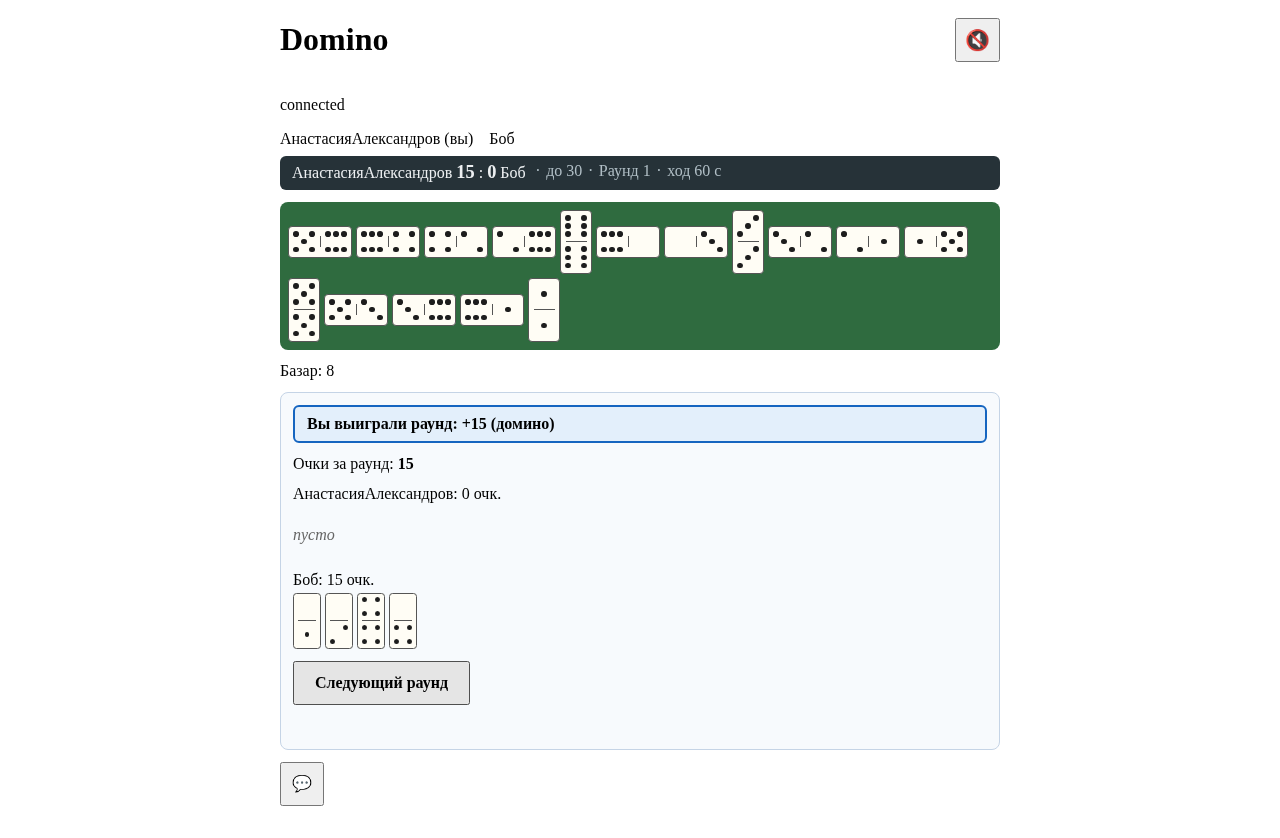 Domino
connected
АнастасияАлександров (вы) Боб
АнастасияАлександров 15 : 0 Боб · до 30 · Раунд 1 · ход 60 с
Базар: 8
Вы выиграли раунд: +15 (домино)
Очки за раунд: 15
АнастасияАлександров: 0 очк.
пусто
Боб: 15 очк.
Следующий раунд